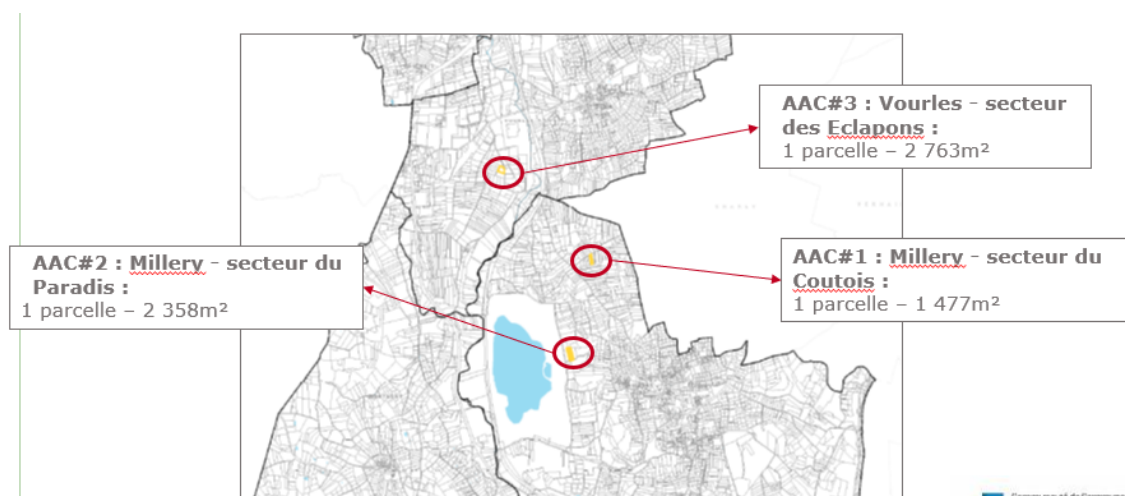 AAC#3 : Vourles - secteur
des Eclapons :
1 parcelle – 2 763m²
AAC#2 : Millery - secteur du
Paradis :
1 parcelle – 2 358m²
AAC#1 : Millery - secteur du
Coutois :
1 parcelle – 1 477m²